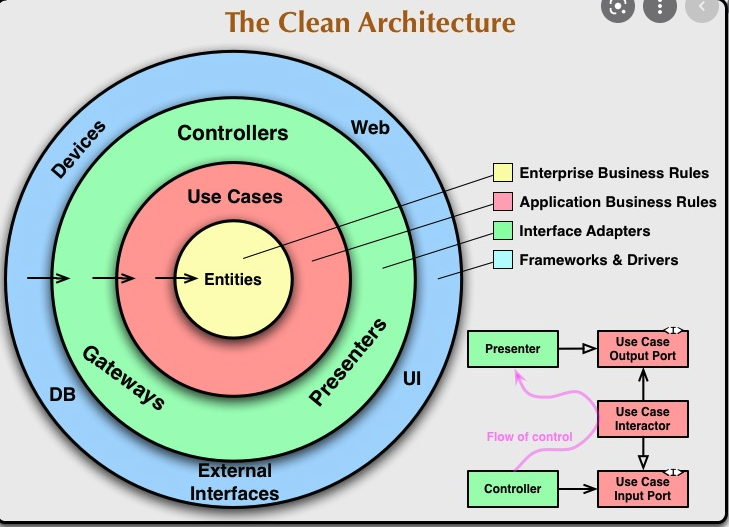 The Clean Architecture
Devices
Controllers
Web
Use Cases
Entities
Gateways
Presenters
DB
UI
External
Interfaces
Enterprise Business Rules
Application Business Rules
Interface Adapters
Frameworks & Drivers
Presenter
<I>
Use Case
Output Port
Flow of control
Use Case
Interactor
Controller
<I>
Use Case
Input Port